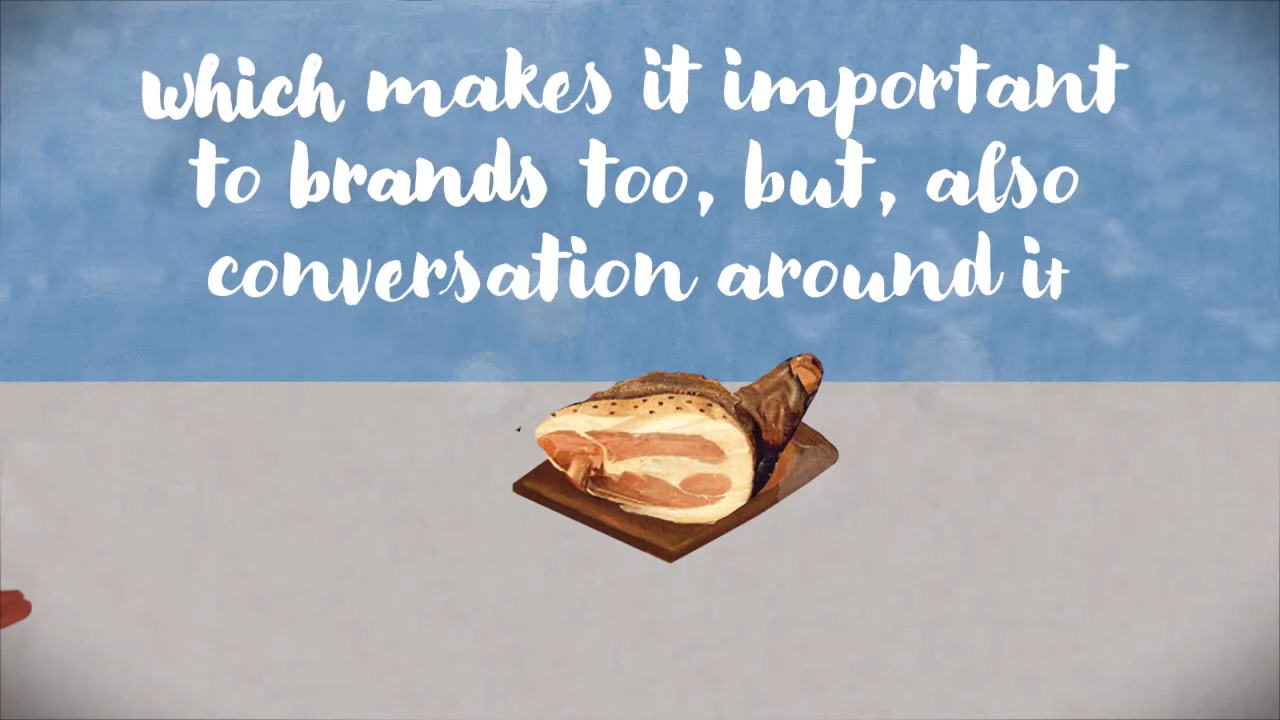 which makes it important
to brands too, but, also
conversation around it